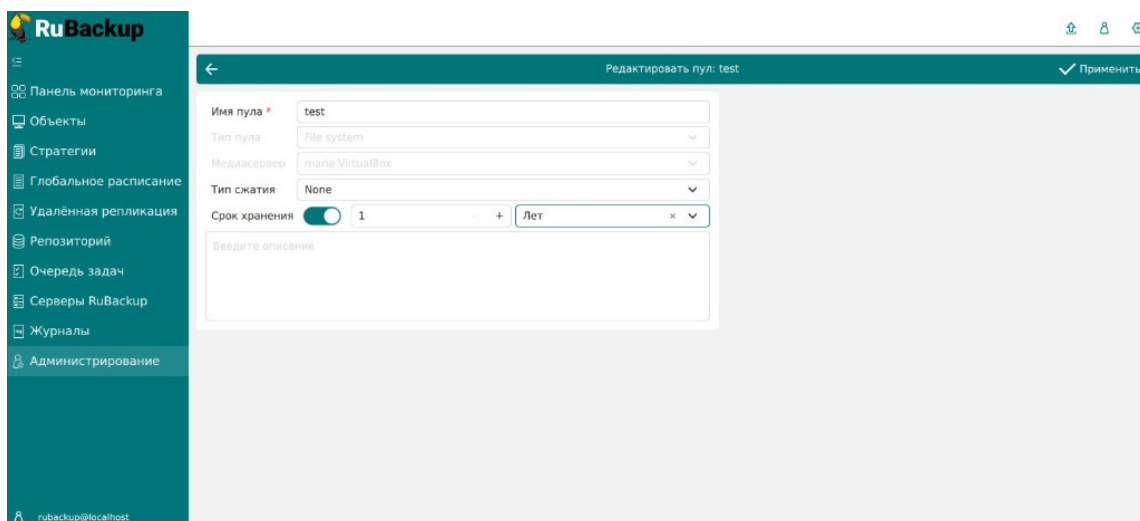 RuBackup
Редактировать пул: test
Применить
Панель мониторинга
Объекты
Стратегии
Глобальное расписание
Удалённая репликация
Репозиторий
Очередь задач
Серверы RuBackup
Журналы
Администрирование
Имя пула * test
Тип пула File system
Медиасервер maria-VirtualBox
Тип сжатия None
Срок хранения 1 - + Лет ×
Введите описание
rubackup@localhost